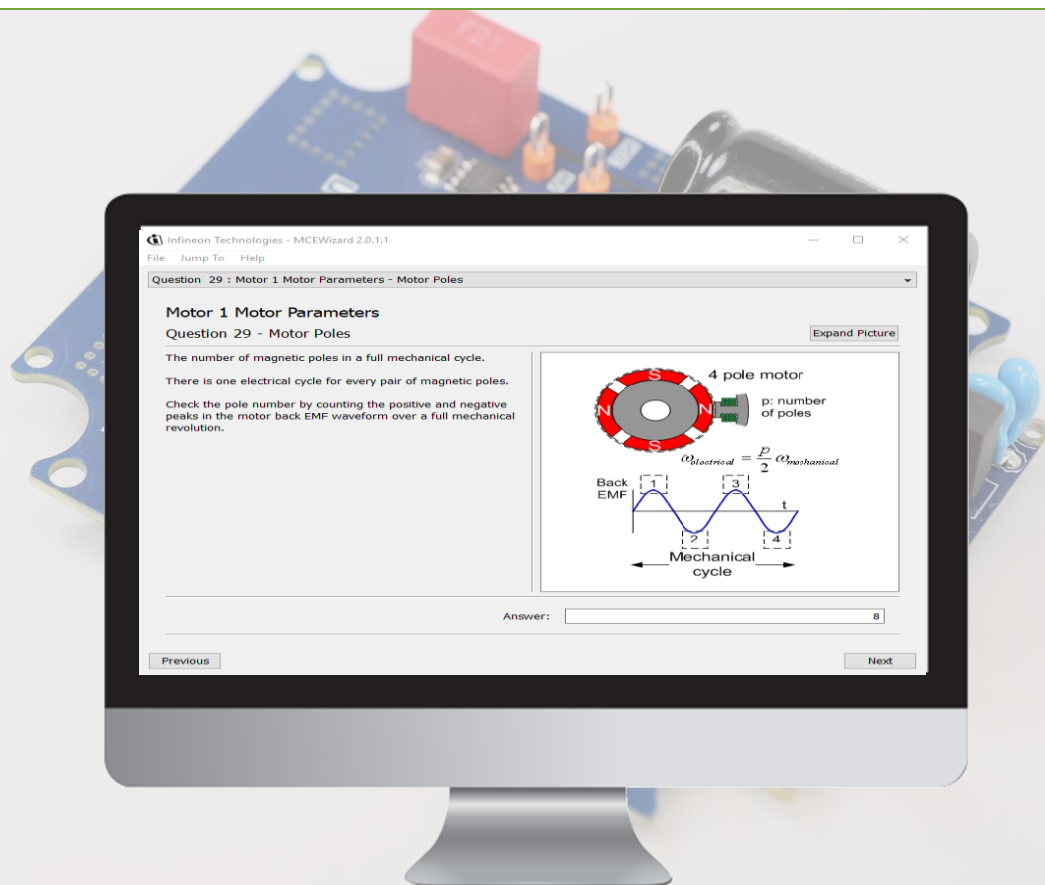 F21
Infineon Technologies - MCEWizard 2.0.1.1
File Jump To Help
Question 29 : Motor 1 Motor Parameters - Motor Poles
Motor 1 Motor Parameters
Question 29 - Motor Poles
Expand Picture
The number of magnetic poles in a full mechanical cycle.
There is one electrical cycle for every pair of magnetic poles.
Check the pole number by counting the positive and negative
peaks in the motor back EMF waveform over a full mechanical
revolution.
S
4 pole motor
N
N
p: number
of poles
S
ω electrical = p/2 ω mechanical
Back
EMF
1
3
t
2
4
Mechanical
cycle
Answer:
8
Previous
Next